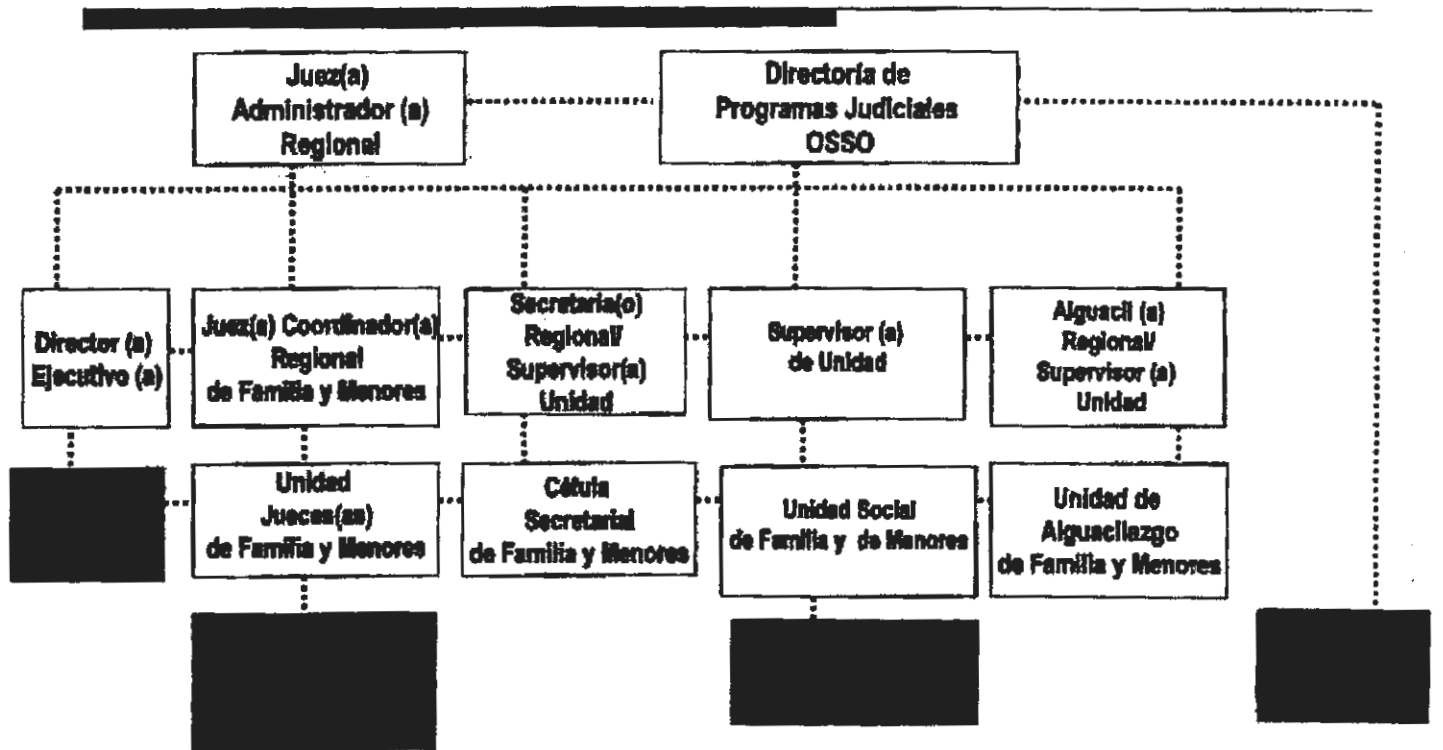 Juez(a)
Administrador (a)
Regional
Directoría de
Programas Judiciales
OSSO
Director (a)
Ejecutivo (a)
Juez(a) Coordinador(a)
Regional
de Familia y Menores
Secretaria(o)
Regional/
Supervisor(a)
Unidad
Supervisor (a)
de Unidad
Alguacil (a)
Regional/
Supervisor (a)
Unidad
Unidad
Jueces(as)
de Familia y Menores
Célula
Secretarial
de Familia y Menores
Unidad Social
de Familia y de Menores
Unidad de
Alguacilazgo
de Familia y Menores